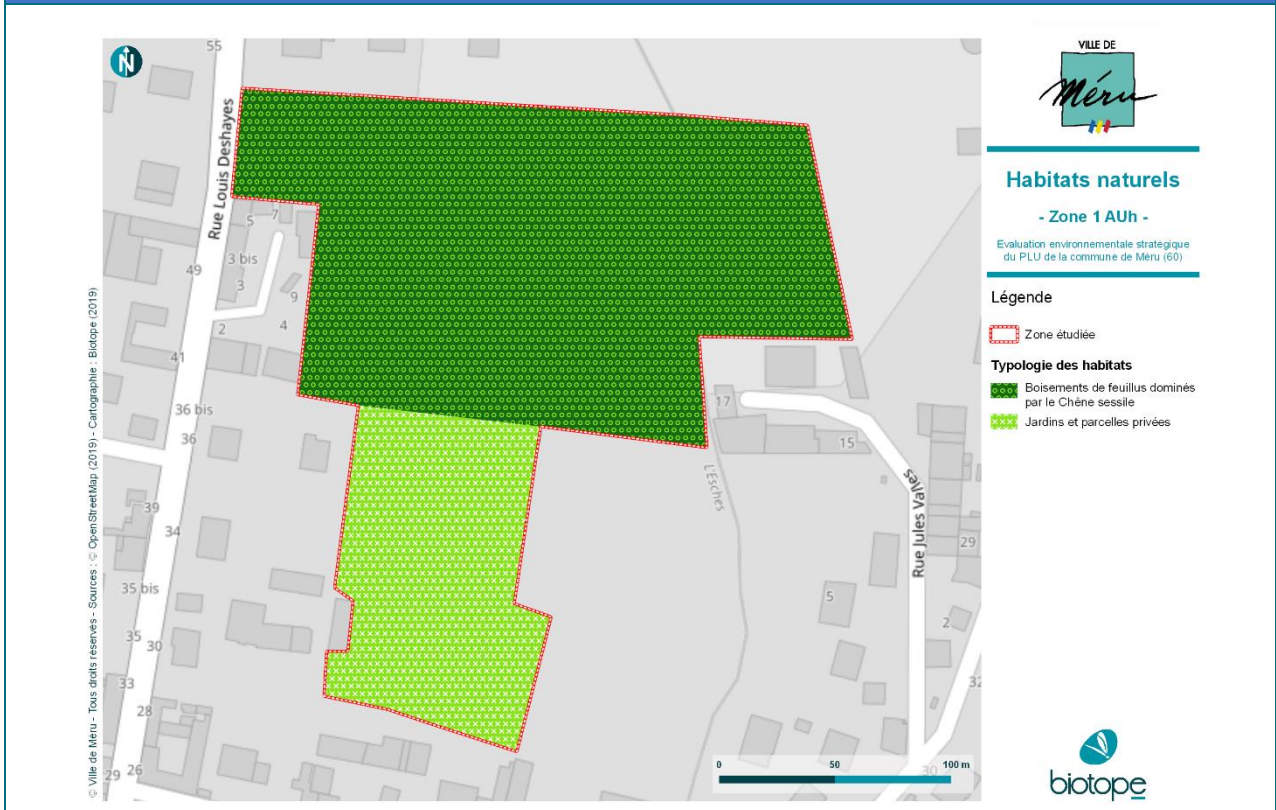 VILLE DE
Méru
Habitats naturels
- Zone 1 AUh -
Evaluation environnementale stratégique
du PLU de la commune de Méru (60)
Légende
Zone étudiée
Typologie des habitats
Boisements de feuillus dominés
par le Chêne sessile
Jardins et parcelles privées
biotope
N
55
Rue Louis Deshayes
5
7
3 bis
49
3
9
2
4
41
36 bis
36
39
34
35 bis
35
30
33
28
29
26
17
15
L'Esches
Rue Jules Vallès
29
5
2
32
30
0
50
100 m
© Ville de Méru - Tous droits réservés - Sources : © OpenStreetMap (2019) - Cartographie : Biotope (2019)